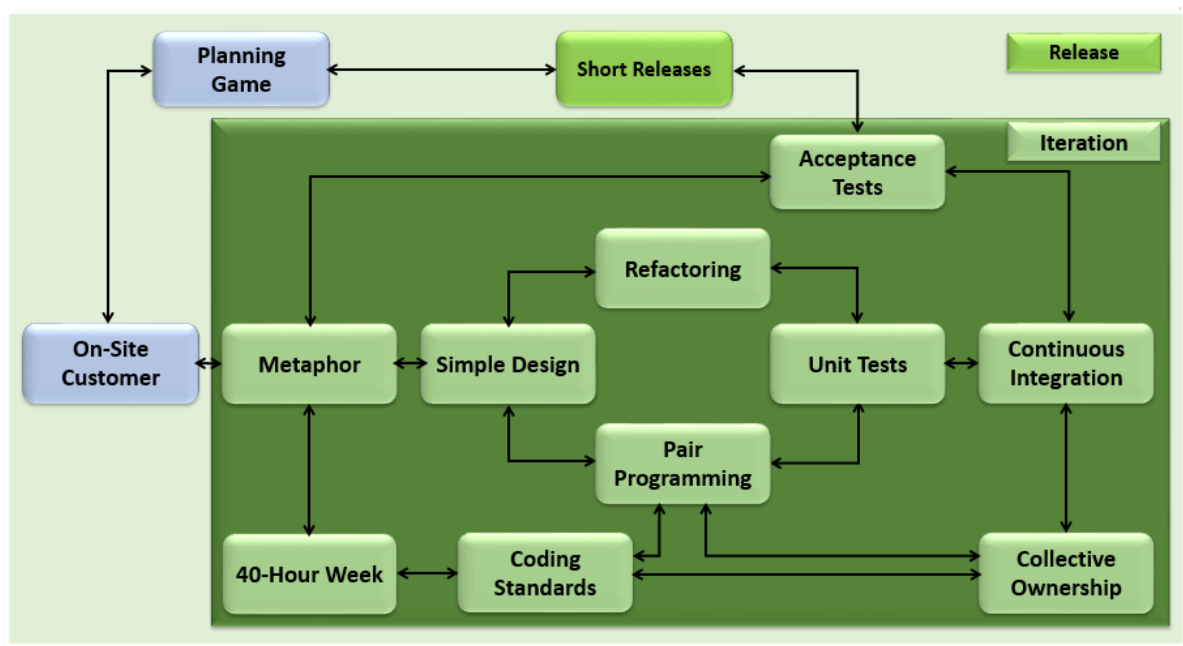 Planning
Game
Short Releases
Release
Iteration
Acceptance
Tests
Refactoring
On-Site
Customer
Metaphor
Simple Design
Unit Tests
Continuous
Integration
Pair
Programming
40-Hour Week
Coding
Standards
Collective
Ownership